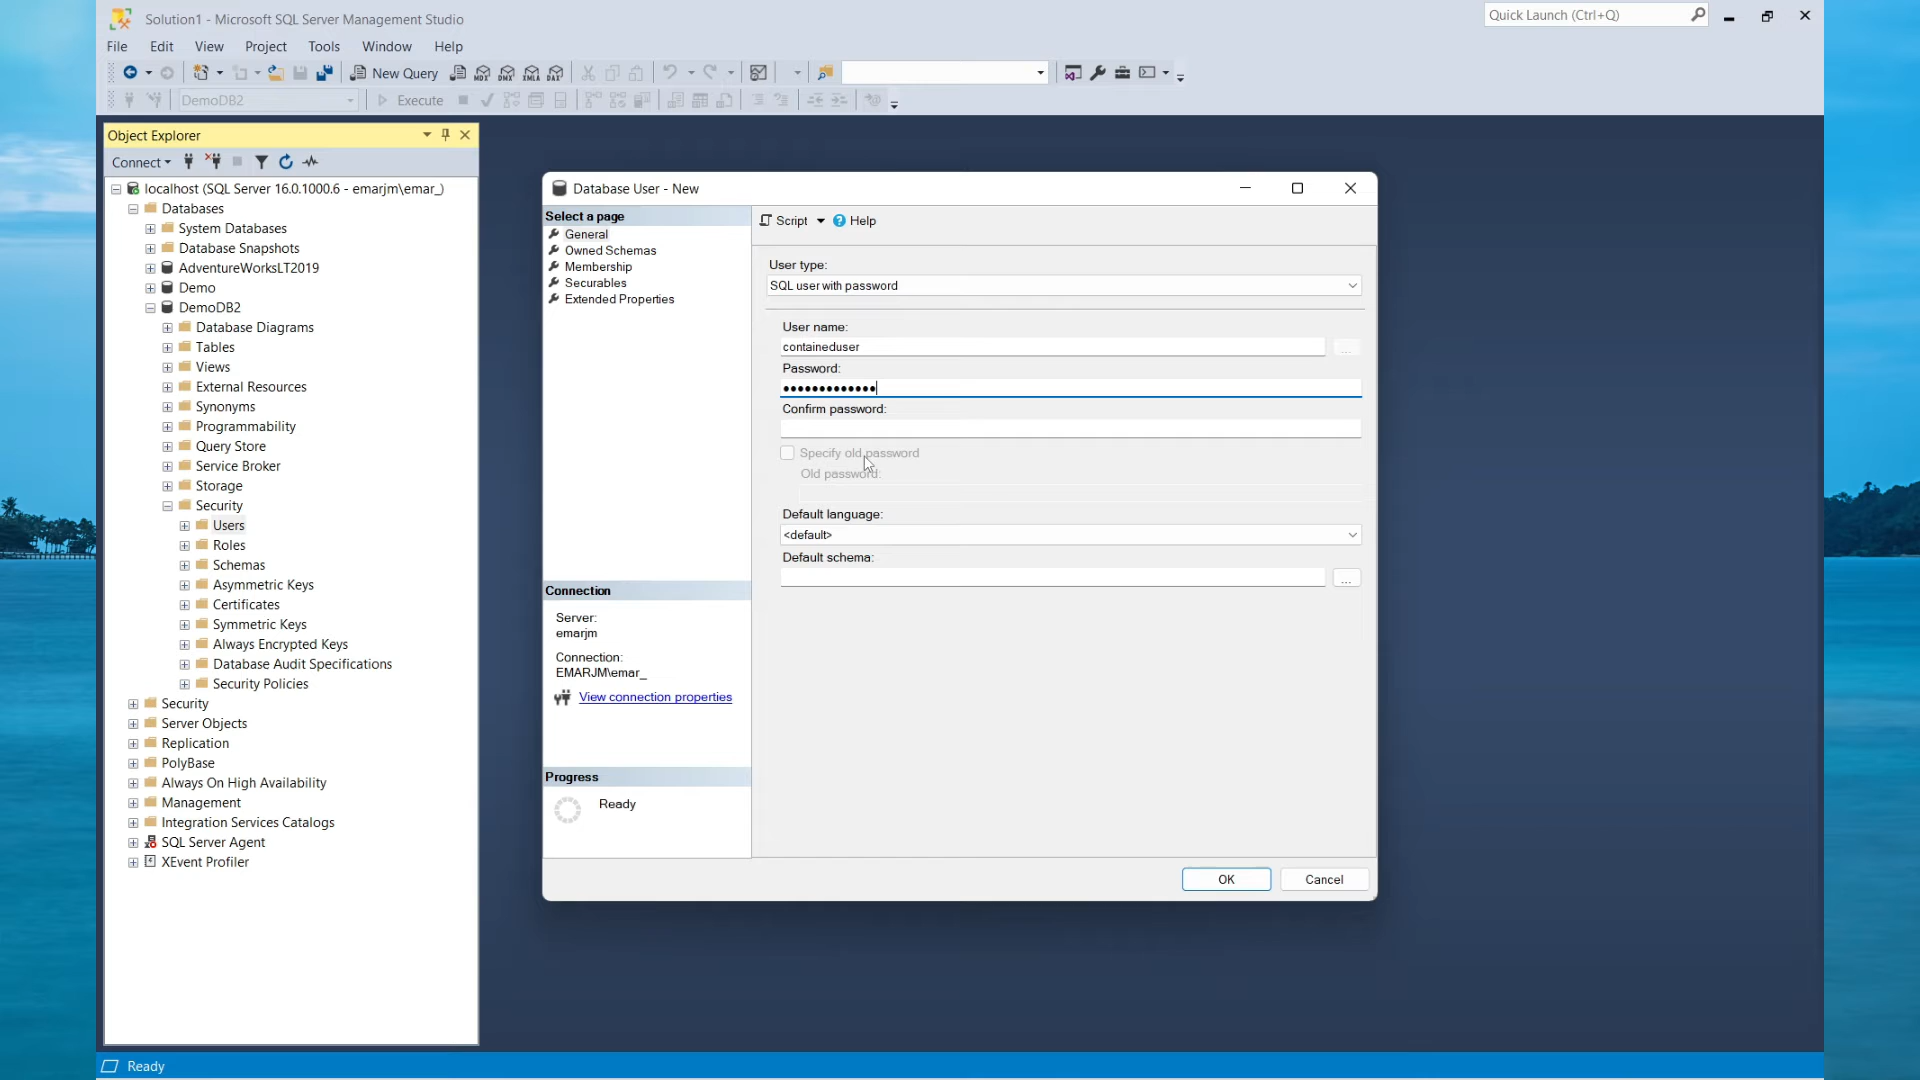 Solution1 - Microsoft SQL Server Management Studio
Quick Launch (Ctrl+Q)
File Edit View Project Tools Window Help
New Query MDX DMX XMLA DAX
DemoDB2 Execute
Object Explorer
Connect
localhost (SQL Server 16.0.1000.6 - emarjm\emar_)
Databases
System Databases
Database Snapshots
AdventureWorksLT2019
Demo
DemoDB2
Database Diagrams
Tables
Views
External Resources
Synonyms
Programmability
Query Store
Service Broker
Storage
Security
Users
Roles
Schemas
Asymmetric Keys
Certificates
Symmetric Keys
Always Encrypted Keys
Database Audit Specifications
Security Policies
Security
Server Objects
Replication
PolyBase
Always On High Availability
Management
Integration Services Catalogs
SQL Server Agent
XEvent Profiler
Database User - New
Select a page
General
Owned Schemas
Membership
Securables
Extended Properties
Connection
Server:
emarjm
Connection:
EMARJM\emar_
View connection properties
Progress
Ready
Script Help
User type:
SQL user with password
User name:
containeduser
...
Password:
•••••••••••••
Confirm password:
Specify old password
Old password:
Default language:
<default>
Default schema:
...
OK Cancel
Ready